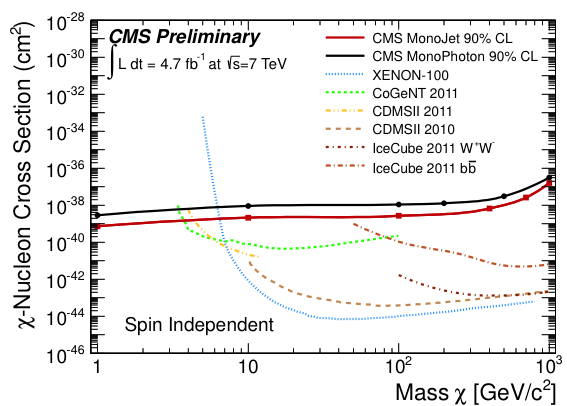 CMS Preliminary
∫ L dt = 4.7 fb⁻¹ at √s=7 TeV
CMS MonoJet 90% CL
CMS MonoPhoton 90% CL
XENON-100
CoGeNT 2011
CDMSII 2011
CDMSII 2010
IceCube 2011 W⁺W⁻
IceCube 2011 bb̅
Spin Independent
χ-Nucleon Cross Section (cm²)
10⁻²⁸
10⁻³⁰
10⁻³²
10⁻³⁴
10⁻³⁶
10⁻³⁸
10⁻⁴⁰
10⁻⁴²
10⁻⁴⁴
10⁻⁴⁶
1 10 10² 10³
Mass χ [GeV/c²]